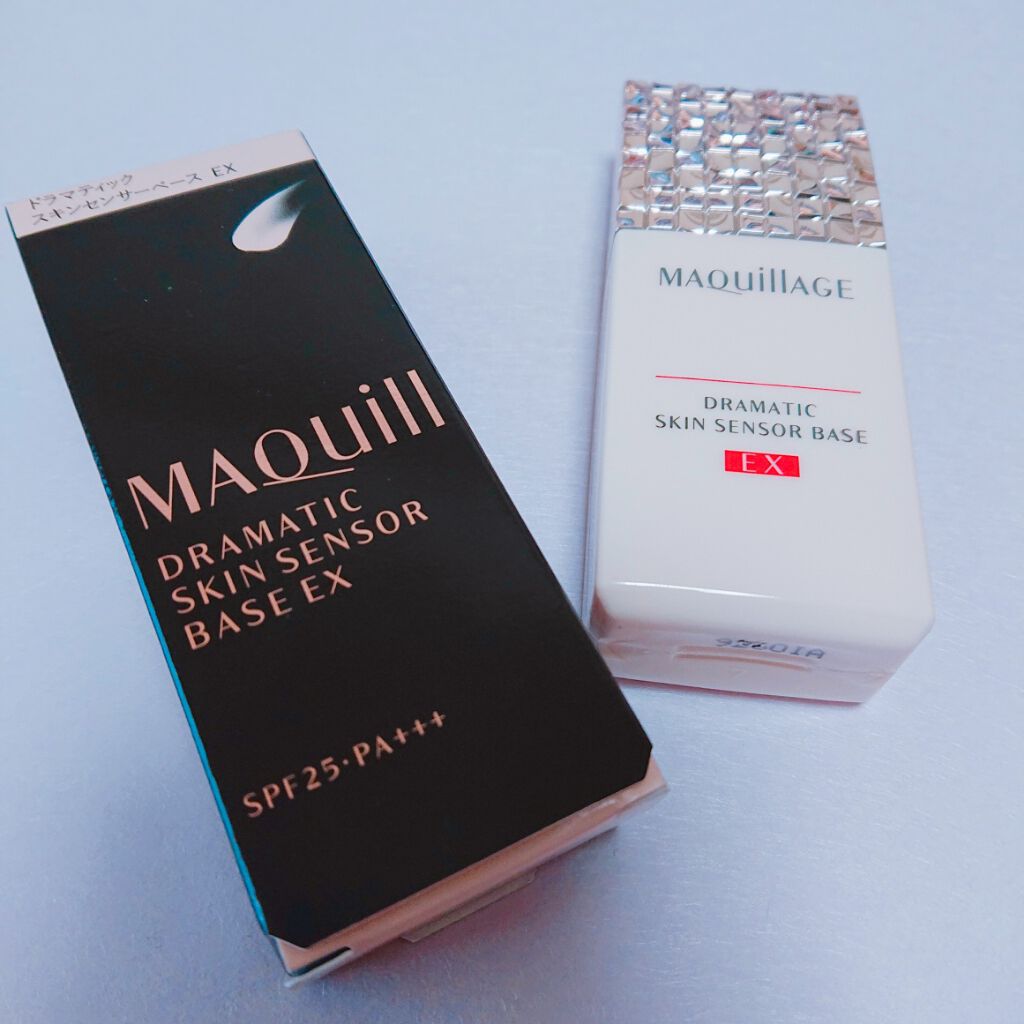 ドラマティック
スキンセンサーベース EX
MAQuill
DRAMATIC
SKIN SENSOR
BASE EX
SPF25·PA+++
MAQuillAGE
DRAMATIC
SKIN SENSOR BASE
EX